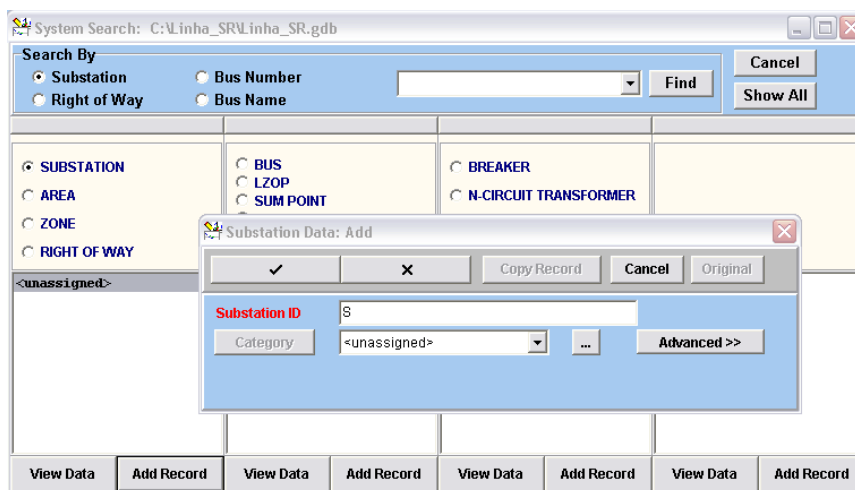 System Search: C:\Linha_SR\Linha_SR.gdb
Search By
Substation
Bus Number
Right of Way
Bus Name
Find
Cancel
Show All
SUBSTATION
AREA
ZONE
RIGHT OF WAY
BUS
LZOP
SUM POINT
BREAKER
N-CIRCUIT TRANSFORMER
<unassigned>
Substation Data: Add
Copy Record
Cancel
Original
Substation ID
S
Category
<unassigned>
...
Advanced >>
View Data
Add Record
View Data
Add Record
View Data
Add Record
View Data
Add Record